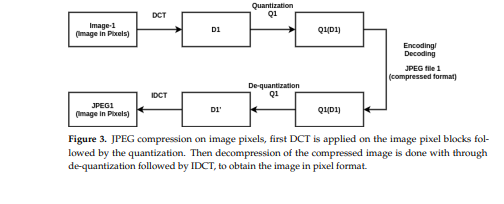 DCT
Quantization
Q1
Image-1
(Image in Pixels)
D1
Q1(D1)
Encoding/
Decoding
JPEG file 1
(compressed format)
IDCT
De-quantization
Q1
JPEG1
(Image in Pixels)
D1'
Q1(D1)
Figure 3. JPEG compression on image pixels, first DCT is applied on the image pixel blocks fol-
lowed by the quantization. Then decompression of the compressed image is done with through
de-quantization followed by IDCT, to obtain the image in pixel format.